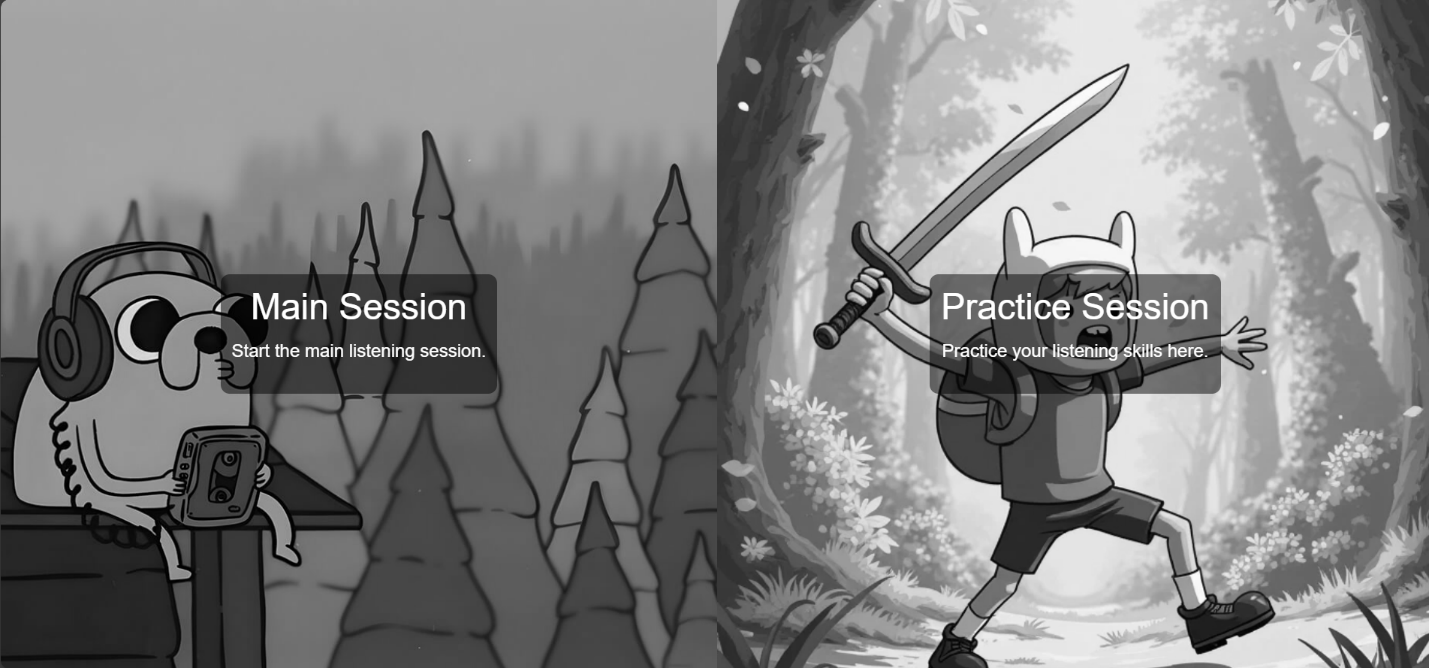 Main Session
Start the main listening session.
Practice Session
Practice your listening skills here.